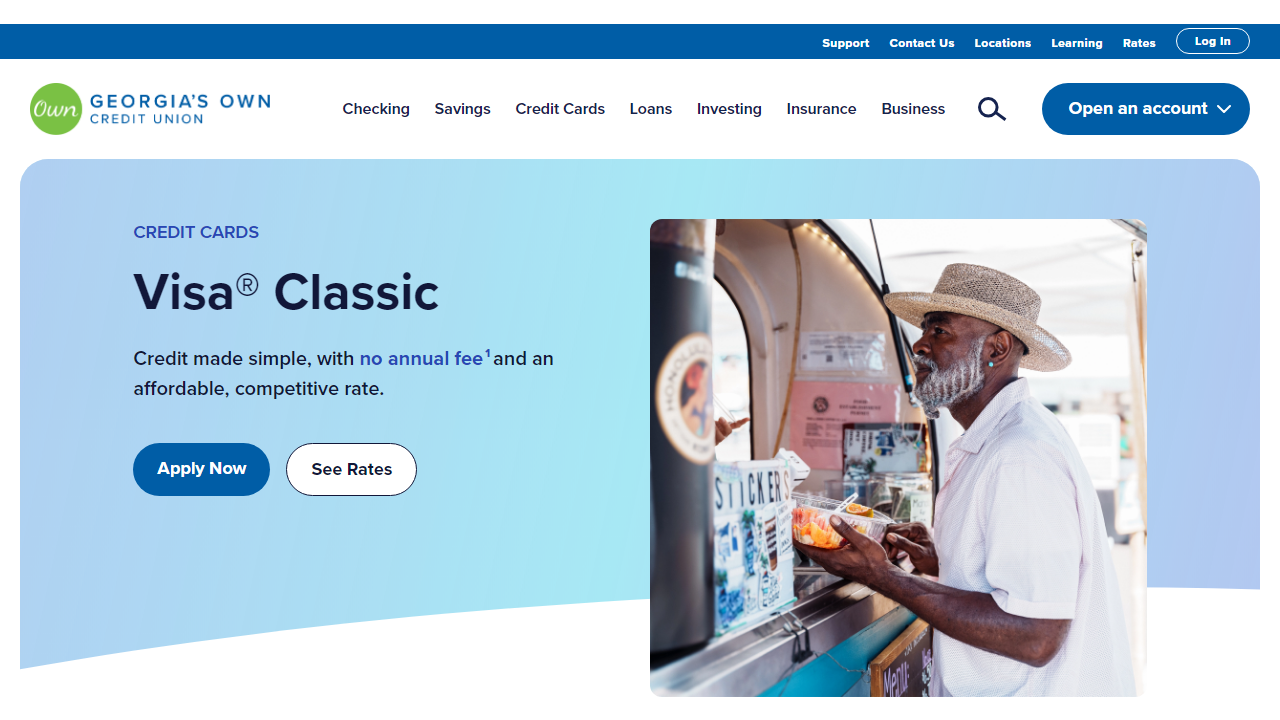 Support Contact Us Locations Learning Rates Log In
Own GEORGIA'S OWN
CREDIT UNION
Checking Savings Credit Cards Loans Investing Insurance Business Open an account
CREDIT CARDS
Visa® Classic
Credit made simple, with no annual fee¹ and an
affordable, competitive rate.
Apply Now See Rates
STICKERS
Menu: